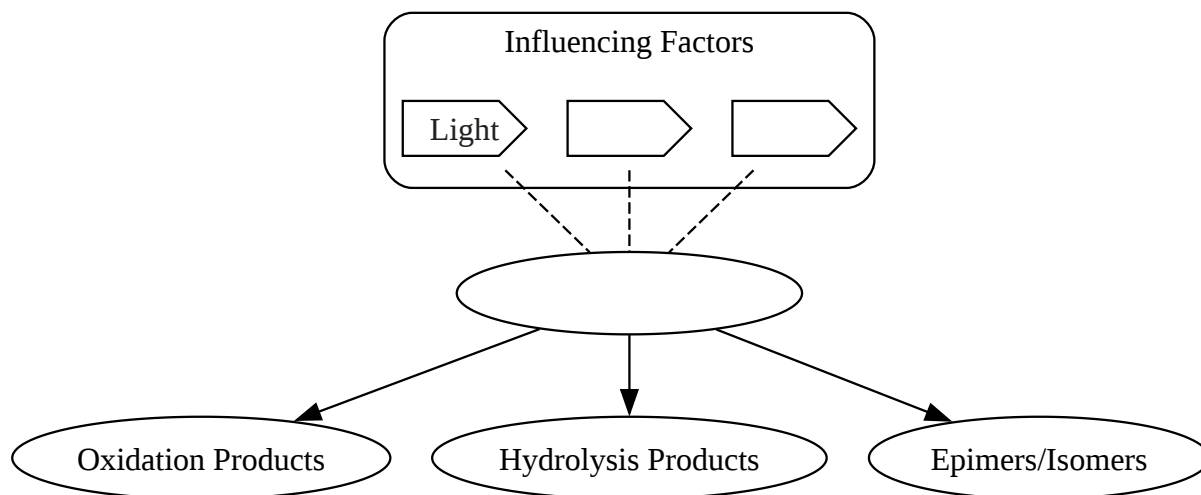 Influencing Factors
Light
Oxidation Products
Hydrolysis Products
Epimers/Isomers